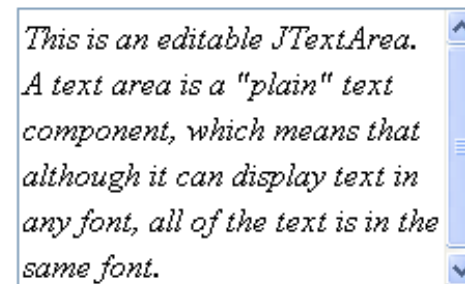 This is an editable JTextArea.
A text area is a "plain" text
component, which means that
although it can display text in
any font, all of the text is in the
same font.